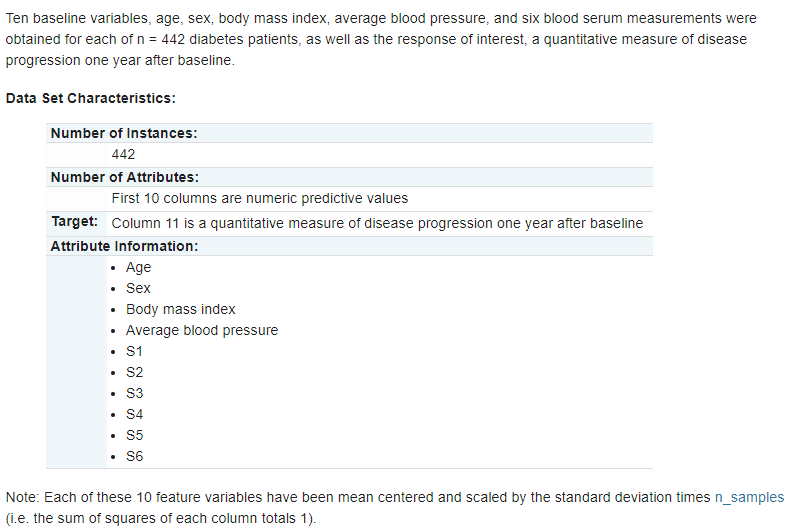 Ten baseline variables, age, sex, body mass index, average blood pressure, and six blood serum measurements were
obtained for each of n = 442 diabetes patients, as well as the response of interest, a quantitative measure of disease
progression one year after baseline.
Data Set Characteristics:
Number of Instances:
442
Number of Attributes:
First 10 columns are numeric predictive values
Target: Column 11 is a quantitative measure of disease progression one year after baseline
Attribute Information:
• Age
• Sex
• Body mass index
• Average blood pressure
• S1
• S2
• S3
• S4
• S5
• S6
Note: Each of these 10 feature variables have been mean centered and scaled by the standard deviation times n_samples
(i.e. the sum of squares of each column totals 1).